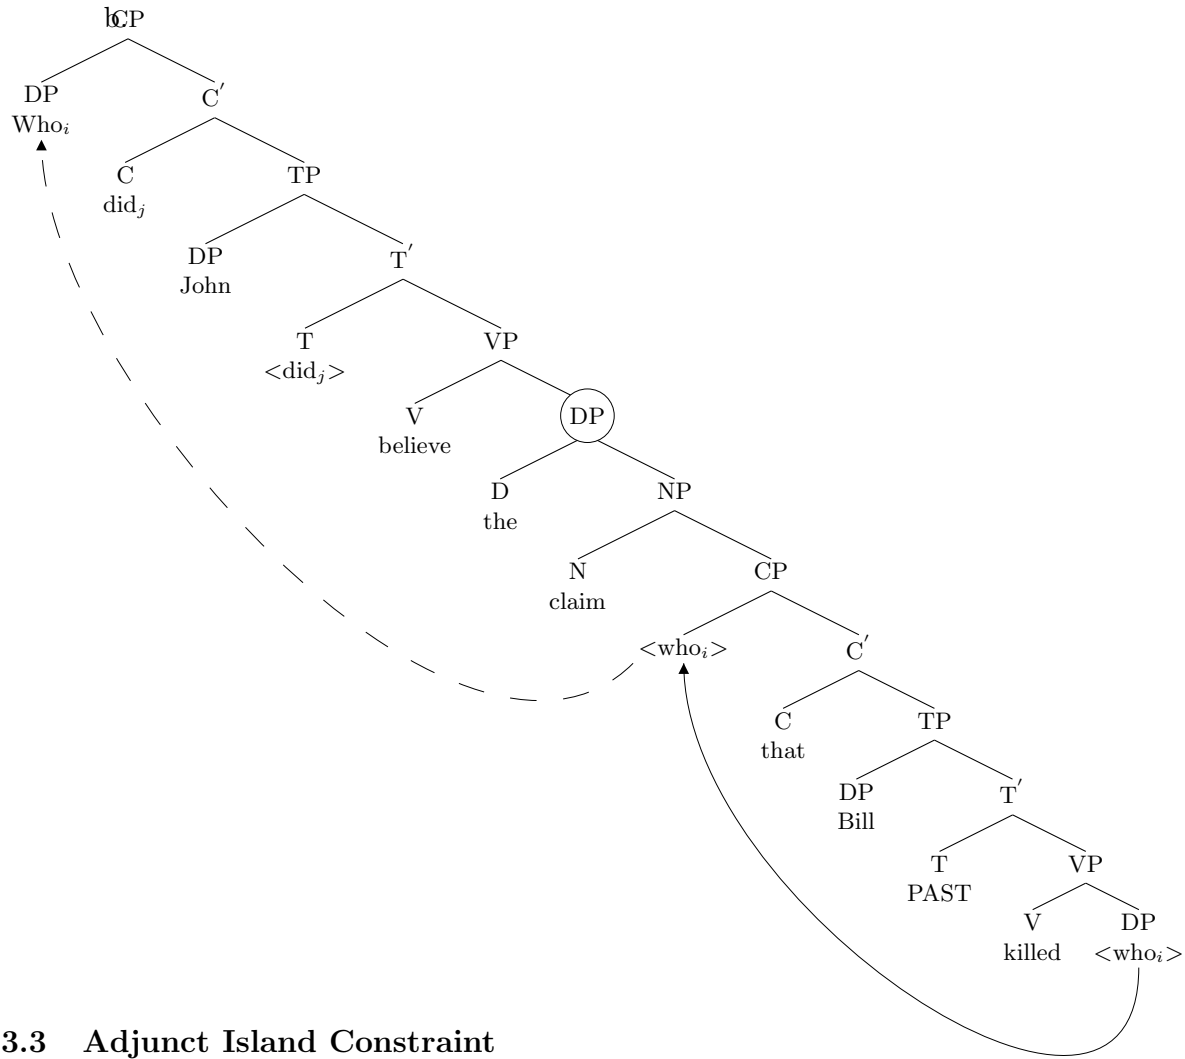 b.
CP
DP C′
Who_i
C TP
did_j
DP T′
John
T VP
<did_j>
V DP
believe
D NP
the
N CP
claim
<who_i> C′
C TP
that
DP T′
Bill
T VP
PAST
V DP
killed <who_i>
3.3 Adjunct Island Constraint